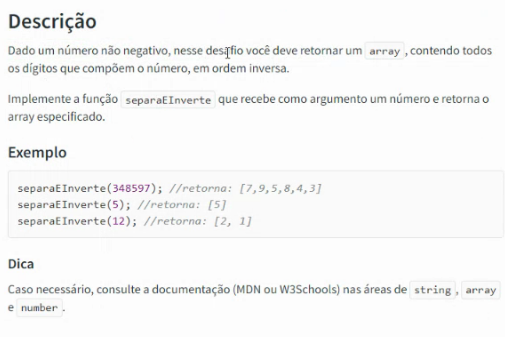 Descrição
Dado um número não negativo, nesse desafio você deve retornar um array , contendo todos
os dígitos que compõem o número, em ordem inversa.
Implemente a função separaEInverte que recebe como argumento um número e retorna o
array especificado.
Exemplo
separaEInverte(348597); //retorna: [7,9,5,8,4,3]
separaEInverte(5); //retorna: [5]
separaEInverte(12); //retorna: [2, 1]
Dica
Caso necessário, consulte a documentação (MDN ou W3Schools) nas áreas de string , array
e number .